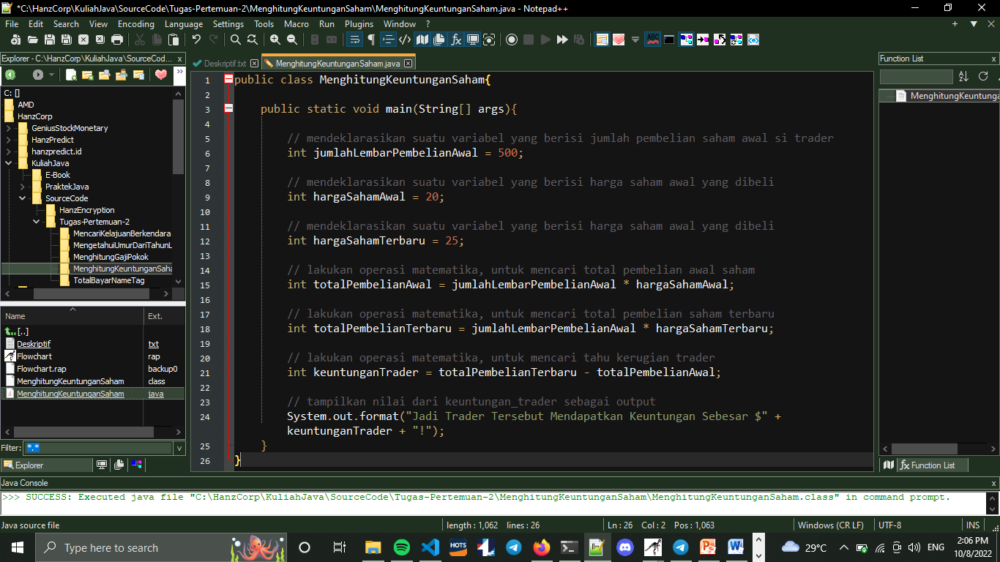 *C:\HanzCorp\KuliahJava\SourceCode\Tugas-Pertemuan-2\MenghitungKeuntunganSaham\MenghitungKeuntunganSaham.java - Notepad++
File Edit Search View Encoding Language Settings Tools Macro Run Plugins Window ?
Explorer - C:\HanzCorp\KuliahJava\SourceCod...
C: []
AMD
HanzCorp
GeniusStockMonetary
HanzPredict
hanzpredict.id
KuliahJava
E-Book
PraktekJava
SourceCode
HanzEncryption
Tugas-Pertemuan-2
MencariKelajuanBerkendara
MengetahuiUmurDariTahunL
MenghitungGajiPokok
MenghitungKeuntunganSaha
TotalBayarNameTag
Name Ext.
[..]
Deskriptif txt
Flowchart rap
Flowchart.rap backup0
MenghitungKeuntunganSaham class
MenghitungKeuntunganSaham java
Filter: *.*
Explorer
Deskriptif.txt MenghitungKeuntunganSaham.java
1 public class MenghitungKeuntunganSaham{
2
3 public static void main(String[] args){
4
5 // mendeklarasikan suatu variabel yang berisi jumlah pembelian saham awal si trader
6 int jumlahLembarPembelianAwal = 500;
7
8 // mendeklarasikan suatu variabel yang berisi harga saham awal yang dibeli
9 int hargaSahamAwal = 20;
10
11 // mendeklarasikan suatu variabel yang berisi harga saham awal yang dibeli
12 int hargaSahamTerbaru = 25;
13
14 // lakukan operasi matematika, untuk mencari total pembelian awal saham
15 int totalPembelianAwal = jumlahLembarPembelianAwal * hargaSahamAwal;
16
17 // lakukan operasi matematika, untuk mencari total pembelian saham terbaru
18 int totalPembelianTerbaru = jumlahLembarPembelianAwal * hargaSahamTerbaru;
19
20 // lakukan operasi matematika, untuk mencari tahu kerugian trader
21 int keuntunganTrader = totalPembelianTerbaru - totalPembelianAwal;
22
23 // tampilkan nilai dari keuntungan_trader sebagai output
24 System.out.format("Jadi Trader Tersebut Mendapatkan Keuntungan Sebesar $" +
keuntunganTrader + "!");
25 }
26 }
Function List
MenghitungKeuntunga
Function List
Java Console
>>> SUCCESS: Executed java file "C:\HanzCorp\KuliahJava\SourceCode\Tugas-Pertemuan-2\MenghitungKeuntunganSaham\MenghitungKeuntunganSaham.class" in command prompt.
Java source file length : 1,062 lines : 26 Ln : 26 Col : 2 Pos : 1,063 Windows (CR LF) UTF-8 INS
Type here to search
HOTS
29°C ENG
2:06 PM
10/8/2022